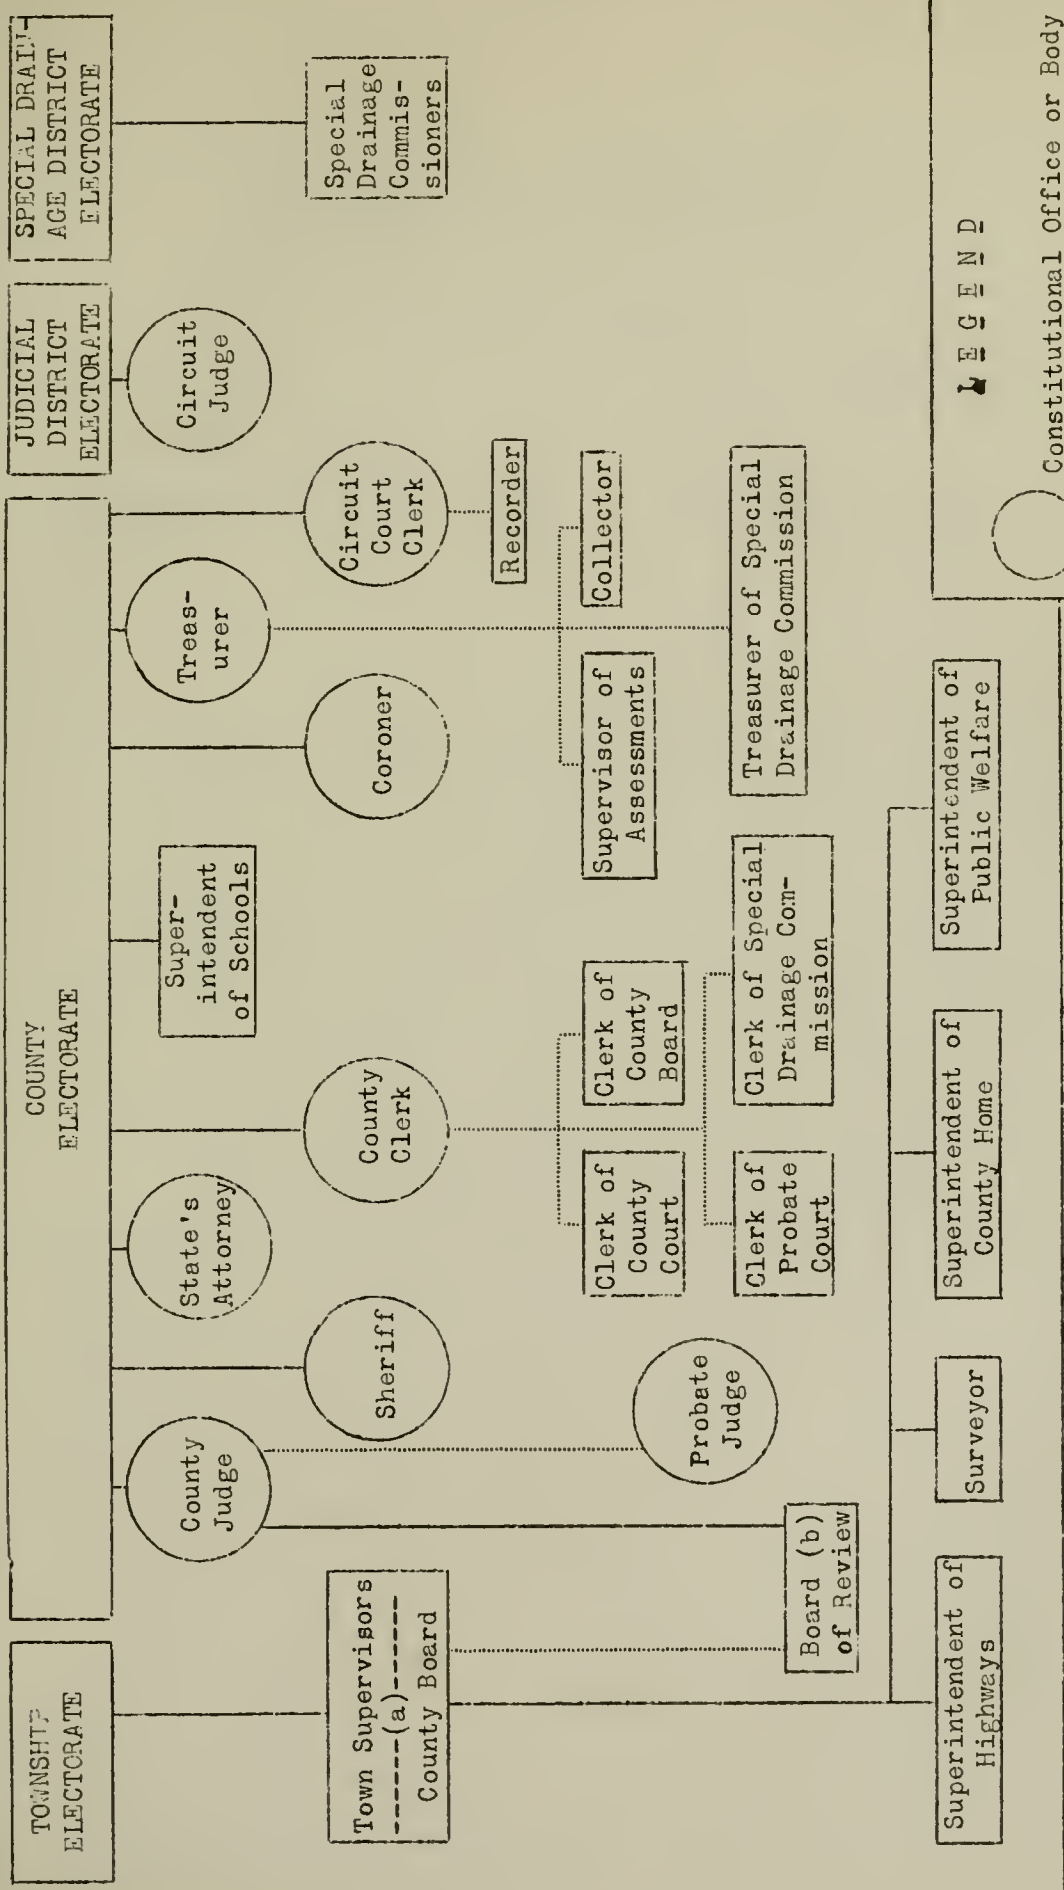 TOWNSHIP
ELECTORATE
COUNTY
ELECTORATE
JUDICIAL
DISTRICT
ELECTORATE
SPECIAL DRAIN-
AGE DISTRICT
ELECTORATE
County
Judge
State's
Attorney
Super-
intendent
of Schools
Treas-
urer
Circuit
Judge
Town Supervisors
------(a)------
County Board
Sheriff
County
Clerk
Coroner
Circuit
Court
Clerk
Special
Drainage
Commis-
sioners
Recorder
Clerk of
County
Court
Clerk of
County
Board
Supervisor of
Assessments
Collector
Probate
Judge
Clerk of
Probate
Court
Clerk of Special
Drainage Com-
mission
Treasurer of Special
Drainage Commission
Board (b)
of Review
Superintendent of
Highways
Surveyor
Superintendent of
County Home
Superintendent of
Public Welfare
LEGEND
Constitutional Office or Body